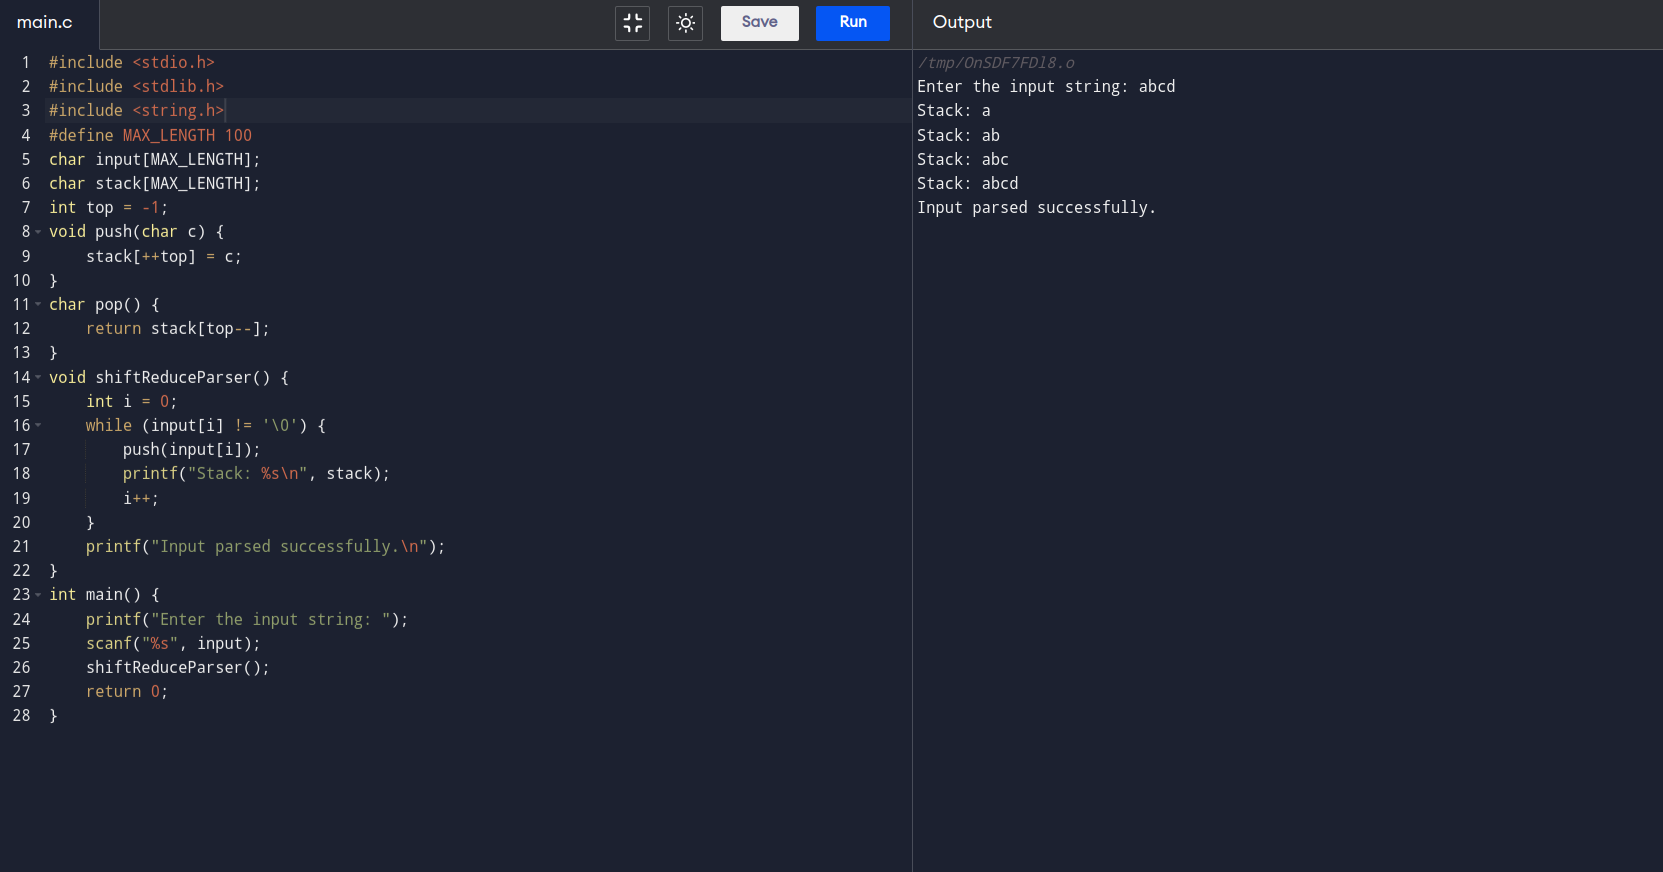 main.c
Save
Run
Output
1 #include <stdio.h>
2 #include <stdlib.h>
3 #include <string.h>
4 #define MAX_LENGTH 100
5 char input[MAX_LENGTH];
6 char stack[MAX_LENGTH];
7 int top = -1;
8 void push(char c) {
9     stack[++top] = c;
10 }
11 char pop() {
12     return stack[top--];
13 }
14 void shiftReduceParser() {
15     int i = 0;
16     while (input[i] != '\0') {
17         push(input[i]);
18         printf("Stack: %s\n", stack);
19         i++;
20     }
21     printf("Input parsed successfully.\n");
22 }
23 int main() {
24     printf("Enter the input string: ");
25     scanf("%s", input);
26     shiftReduceParser();
27     return 0;
28 }
/tmp/OnSDF7FDl8.o
Enter the input string: abcd
Stack: a
Stack: ab
Stack: abc
Stack: abcd
Input parsed successfully.